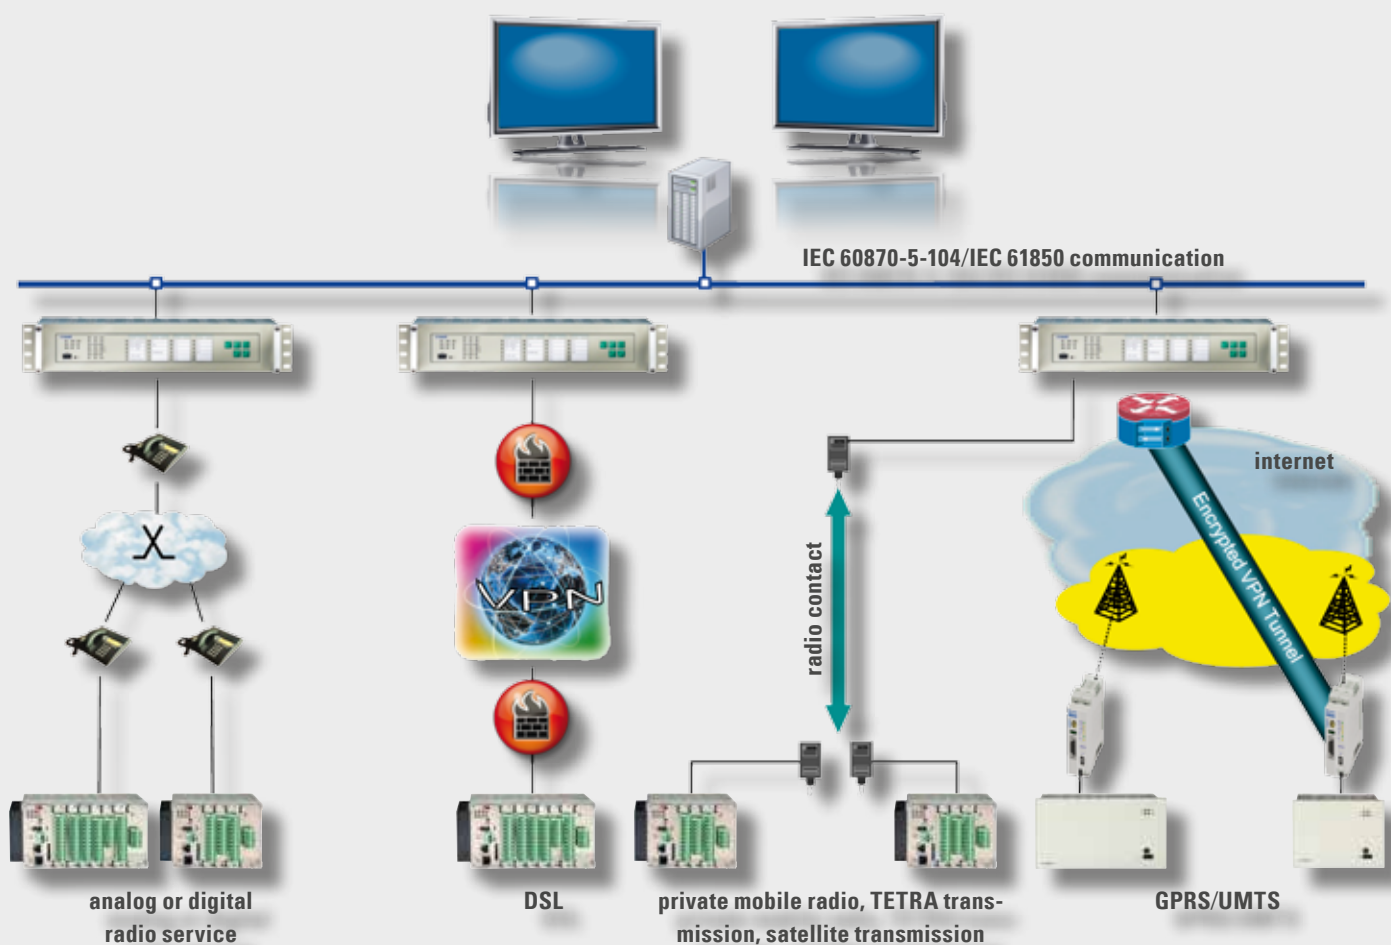 IEC 60870-5-104/IEC 61850 communication
internet
Encrypted VPN Tunnel
VPN
radio contact
analog or digital
radio service
DSL
private mobile radio, TETRA trans-
mission, satellite transmission
GPRS/UMTS